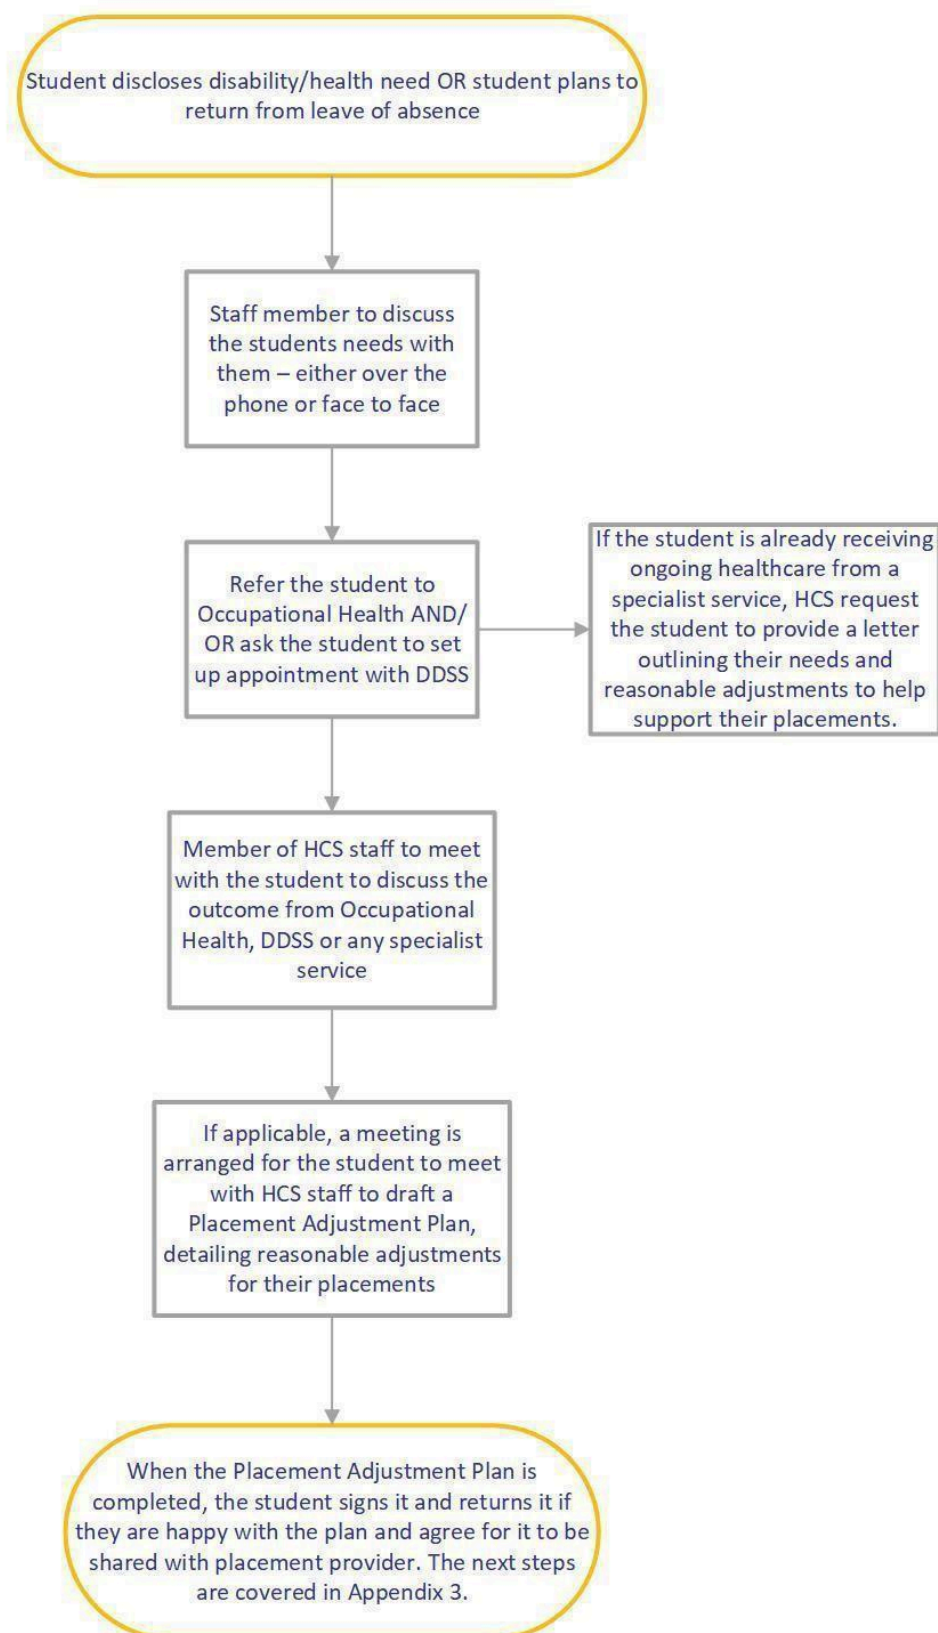 Student discloses disability/health need OR student plans to
return from leave of absence
Staff member to discuss
the students needs with
them – either over the
phone or face to face
Refer the student to
Occupational Health AND/
OR ask the student to set
up appointment with DDSS
If the student is already receiving
ongoing healthcare from a
specialist service, HCS request
the student to provide a letter
outlining their needs and
reasonable adjustments to help
support their placements.
Member of HCS staff to meet
with the student to discuss the
outcome from Occupational
Health, DDSS or any specialist
service
If applicable, a meeting is
arranged for the student to meet
with HCS staff to draft a
Placement Adjustment Plan,
detailing reasonable adjustments
for their placements
When the Placement Adjustment Plan is
completed, the student signs it and returns it if
they are happy with the plan and agree for it to be
shared with placement provider. The next steps
are covered in Appendix 3.